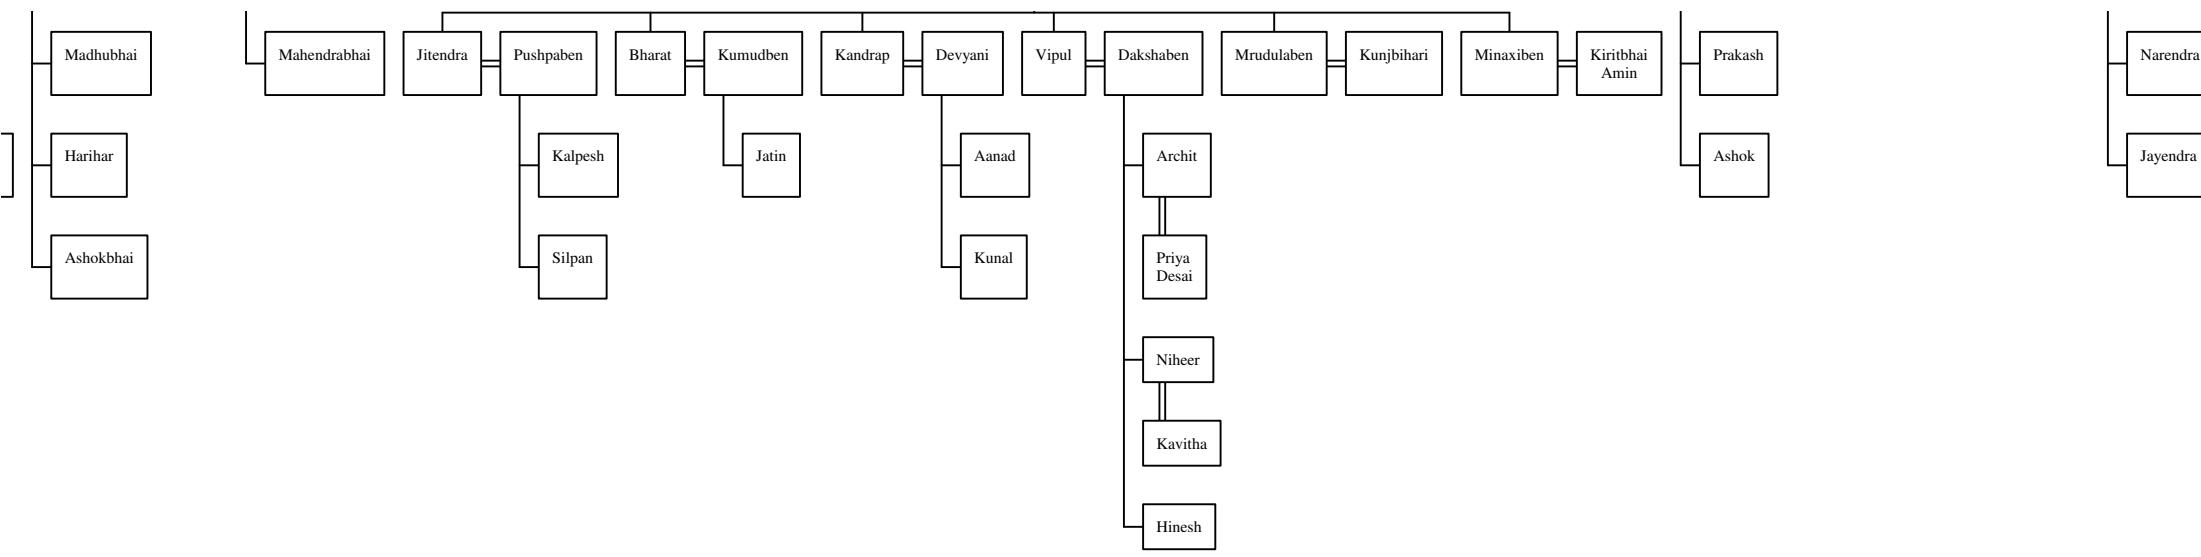 Madhubhai
Mahendrabhai
Jitendra
Pushpaben
Bharat
Kumudben
Kandrap
Devyani
Vipul
Dakshaben
Mrudulaben
Kunjbihari
Minaxiben
Kiritbhai
Amin
Prakash
Narendra
Harihar
Kalpesh
Jatin
Aanad
Archit
Ashok
Jayendra
Ashokbhai
Silpan
Kunal
Priya
Desai
Niheer
Kavitha
Hinesh